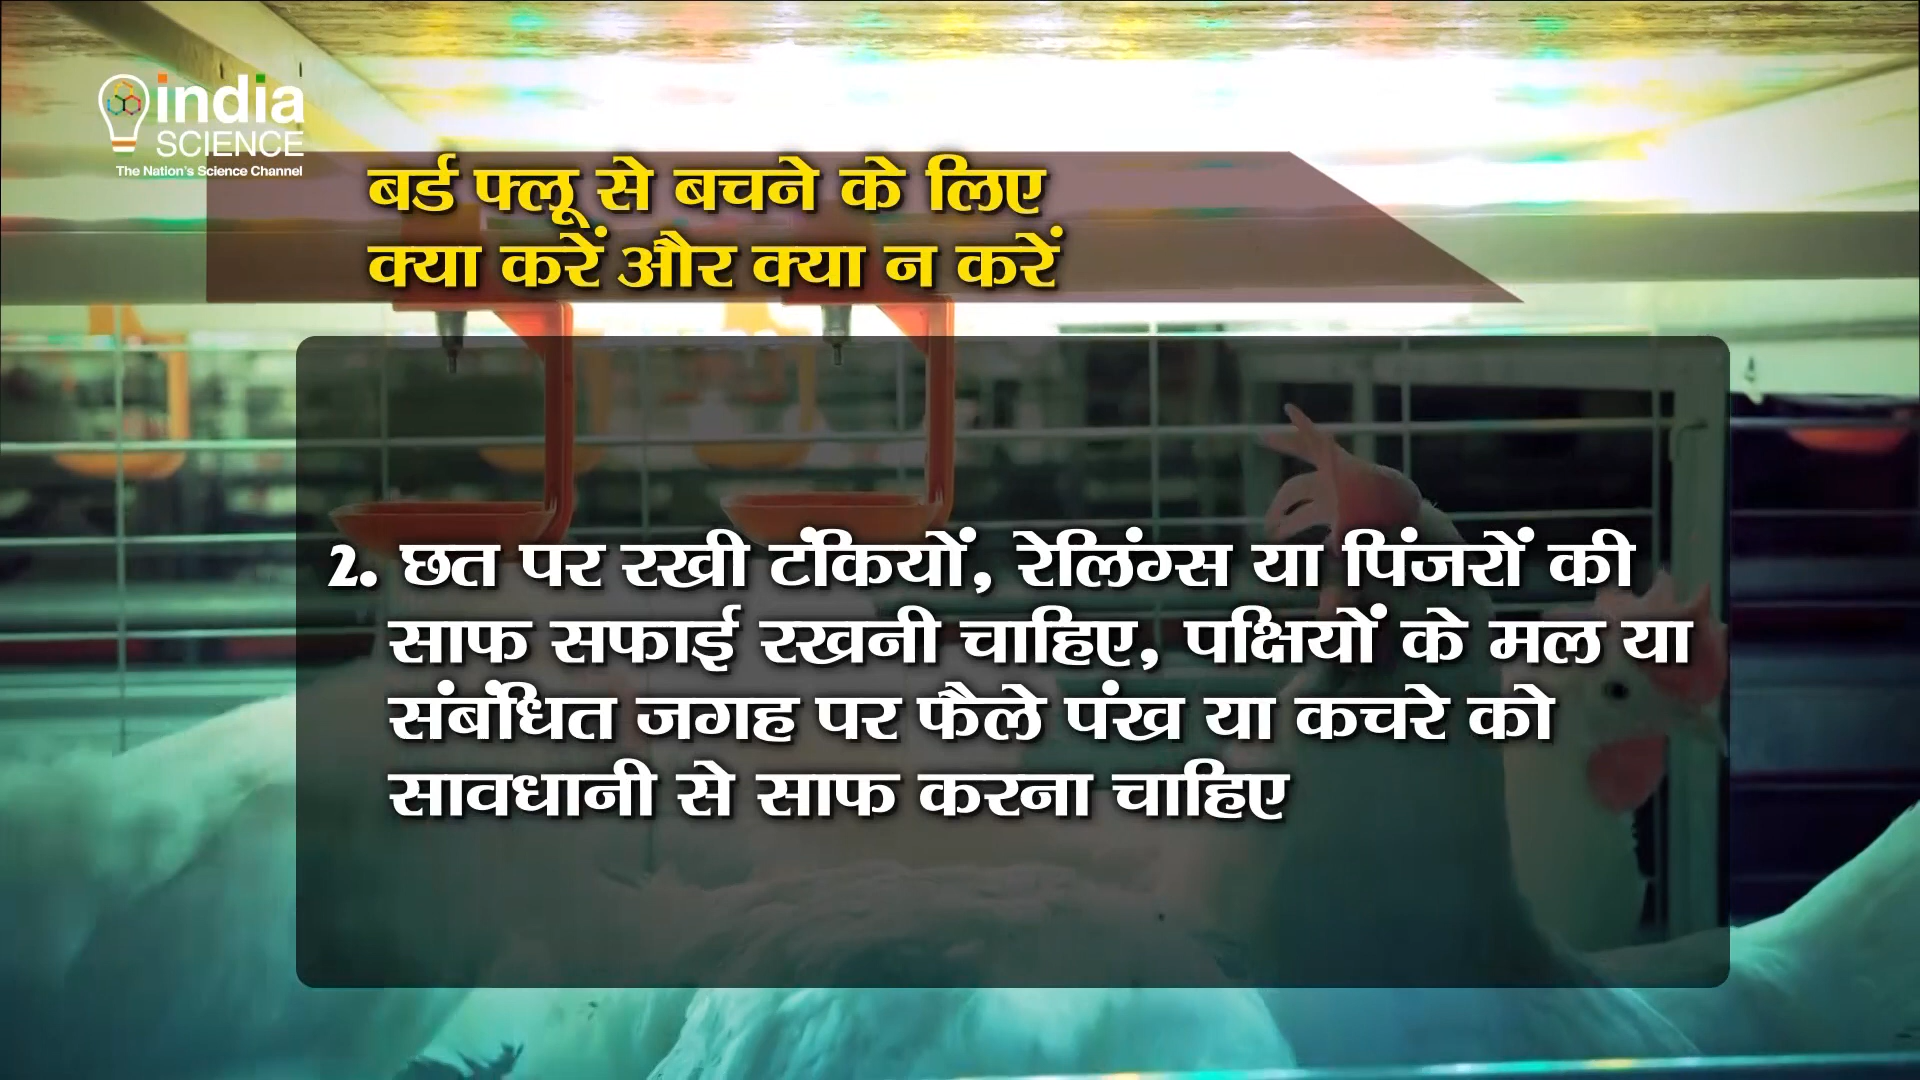 india
SCIENCE
The Nation's Science Channel
बर्ड फ्लू से बचने के लिए
क्या करें और क्या न करें
2. छत पर रखी टंकियों, रेलिंग्स या पिंजरों की
साफ सफाई रखनी चाहिए, पक्षियों के मल या
संबंधित जगह पर फैले पंख या कचरे को
सावधानी से साफ करना चाहिए